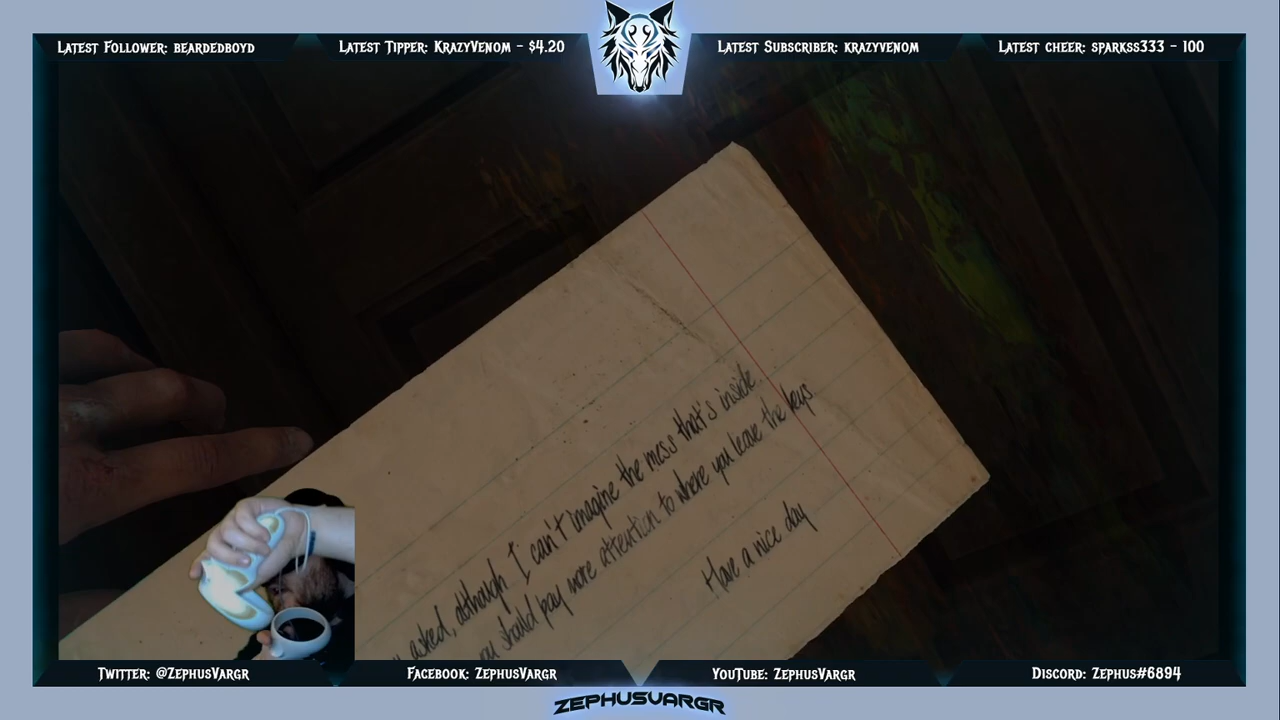 Latest Follower: beardedboyd
Latest Tipper: KrazyVenom - $4.20
Latest Subscriber: krazyvenom
Latest cheer: sparkss333 - 100
asked, although I can't imagine the mess that's inside.
you should pay more attention to where you leave the keys.
Have a nice day
Twitter: @ZephusVargr
Facebook: ZephusVargr
YouTube: ZephusVargr
Discord: Zephus#6894
ZEPHUSVARGR